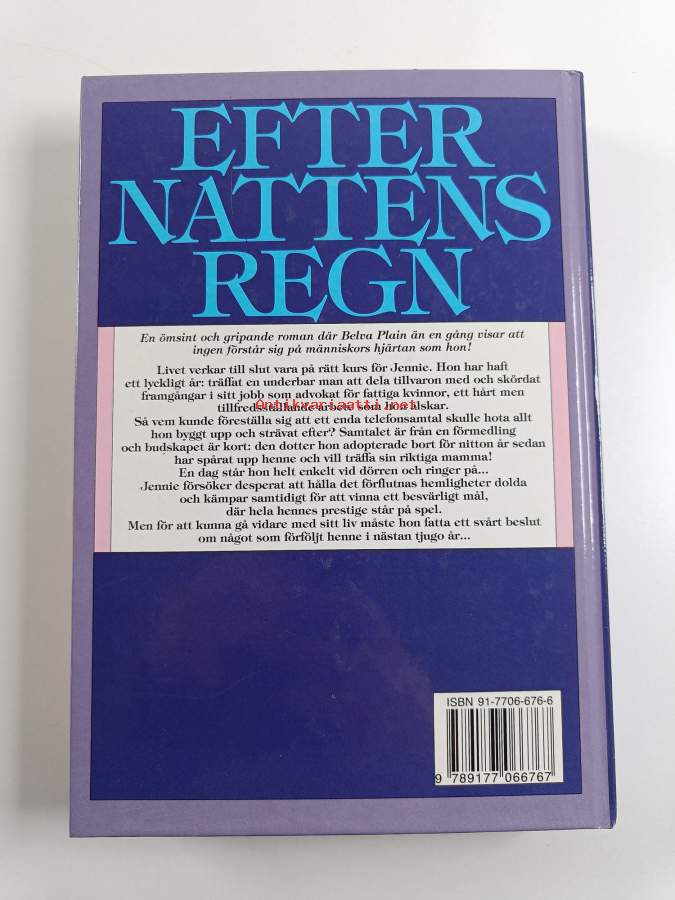 EFTER
NATTENS
REGN
En ömsint och gripande roman där Belva Plain än en gång visar att
ingen förstår sig på människors hjärtan som hon!
Livet verkar till slut vara på rätt kurs för Jennie. Hon har haft
ett lyckligt år: träffat en underbar man att dela tillvaron med och skördat
framgångar i sitt jobb som advokat för fattiga kvinnor, ett hårt men
Antikvariaatti.net
tillfredsställande arbete som hon älskar.
Så vem kunde föreställa sig att ett enda telefonsamtal skulle hota allt
hon byggt upp och strävat efter? Samtalet är från en förmedling
och budskapet är kort: den dotter hon adopterade bort för nitton år sedan
har spårat upp henne och vill träffa sin riktiga mamma!
En dag står hon helt enkelt vid dörren och ringer på...
Jennie försöker desperat att hålla det förflutnas hemligheter dolda
och kämpar samtidigt för att vinna ett besvärligt mål,
där hela hennes prestige står på spel.
Men för att kunna gå vidare med sitt liv måste hon fatta ett svårt beslut
om något som förföljt henne i nästan tjugo år...
ISBN 91-7706-676-6
9 789177 066767